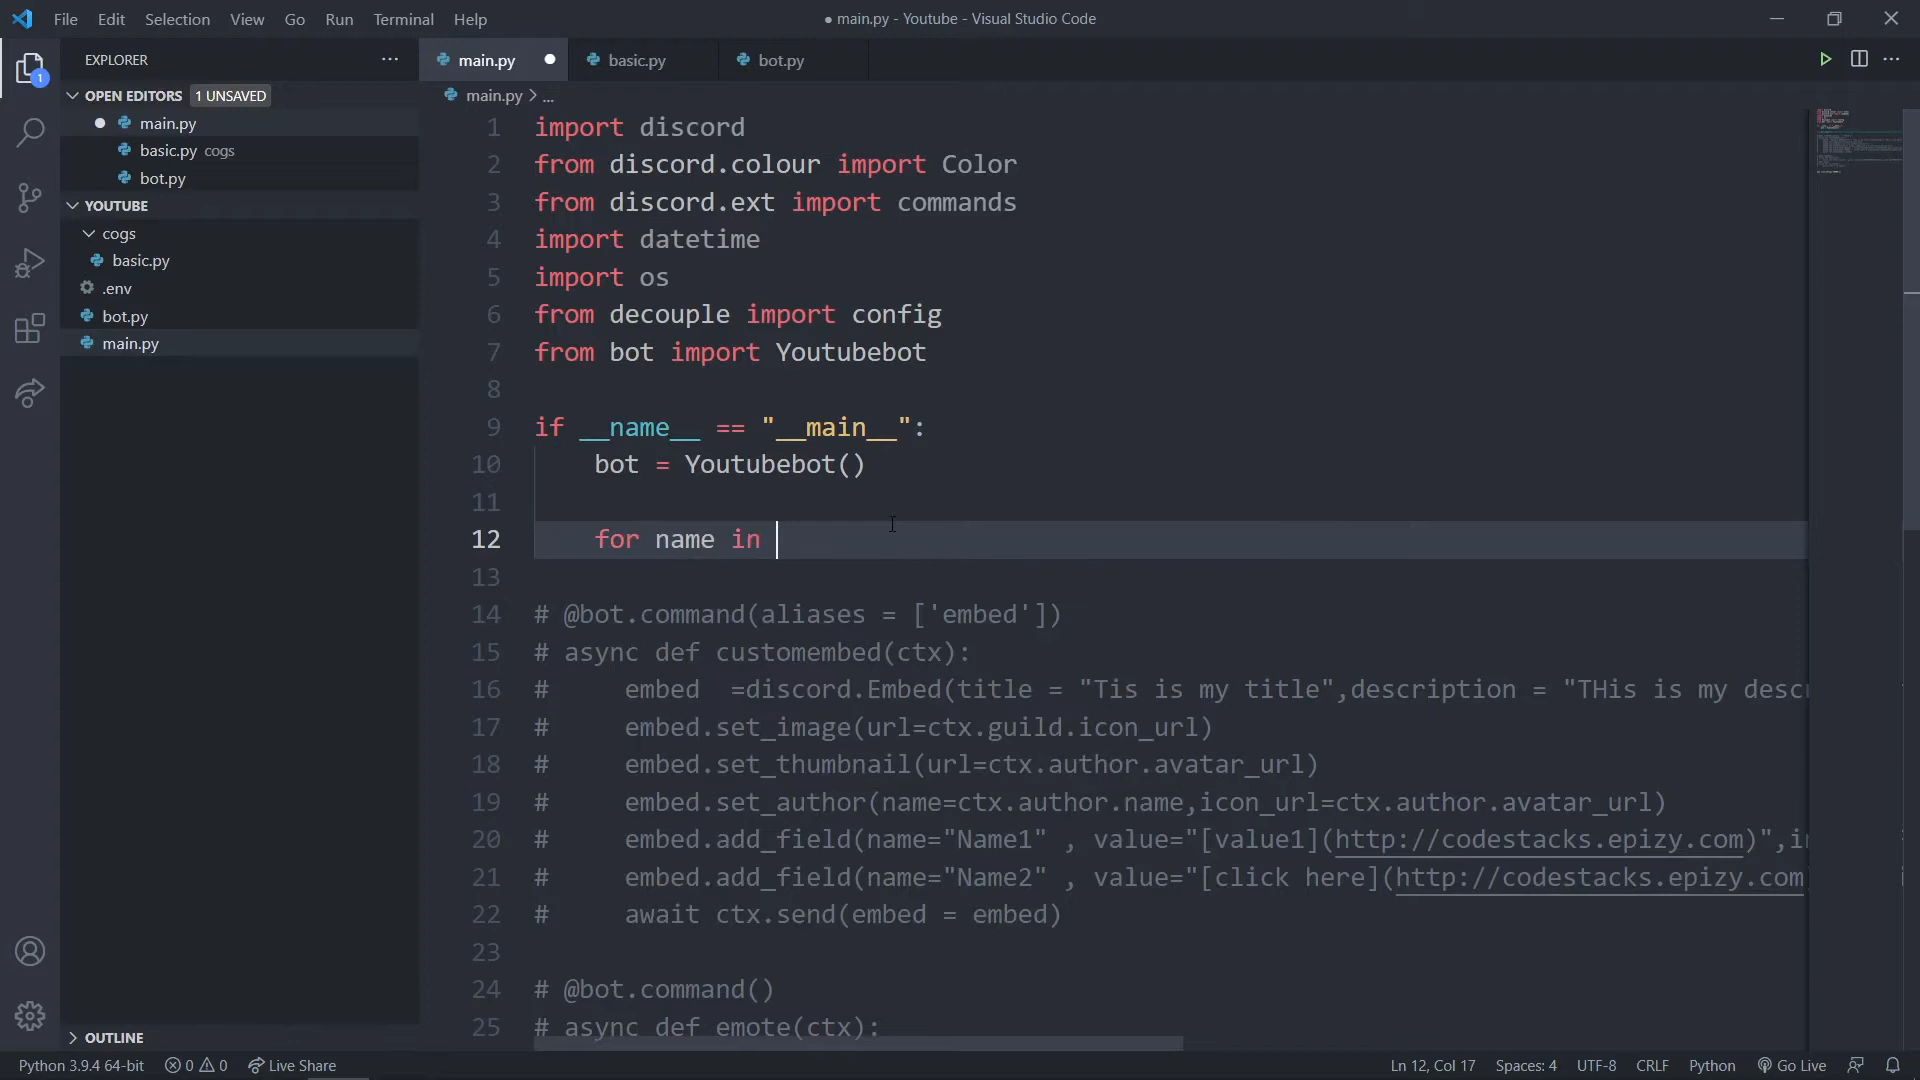 File Edit Selection View Go Run Terminal Help
● main.py - Youtube - Visual Studio Code
EXPLORER
main.py
basic.py
bot.py
OPEN EDITORS 1 UNSAVED
main.py > ...
main.py
basic.py cogs
bot.py
YOUTUBE
cogs
basic.py
.env
bot.py
main.py
1 import discord
2 from discord.colour import Color
3 from discord.ext import commands
4 import datetime
5 import os
6 from decouple import config
7 from bot import Youtubebot
8
9 if __name__ == "__main__":
10 bot = Youtubebot()
11
12 for name in
13
14 # @bot.command(aliases = ['embed'])
15 # async def customembed(ctx):
16 # embed =discord.Embed(title = "Tis is my title",description = "THis is my desc
17 # embed.set_image(url=ctx.guild.icon_url)
18 # embed.set_thumbnail(url=ctx.author.avatar_url)
19 # embed.set_author(name=ctx.author.name,icon_url=ctx.author.avatar_url)
20 # embed.add_field(name="Name1" , value="[value1](http://codestacks.epizy.com)",i
21 # embed.add_field(name="Name2" , value="[click here](http://codestacks.epizy.com
22 # await ctx.send(embed = embed)
23
24 # @bot.command()
25 # async def emote(ctx):
1
OUTLINE
Python 3.9.4 64-bit 0 0 Live Share
Ln 12, Col 17 Spaces: 4 UTF-8 CRLF Python Go Live